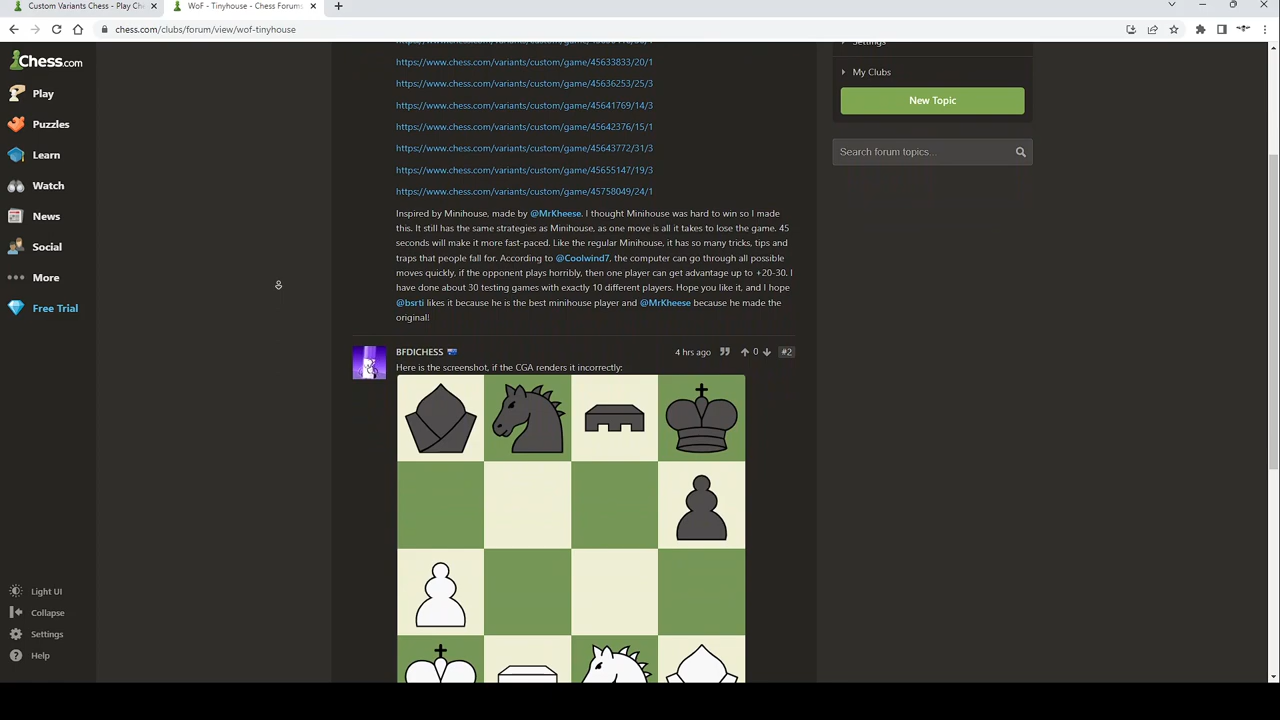 Custom Variants Chess - Play Ch
WoF - Tinyhouse - Chess Forums
chess.com/clubs/forum/view/wof-tinyhouse
Chess.com
Play
Puzzles
Learn
Watch
News
Social
More
Free Trial
Light UI
Collapse
Settings
Help
https://www.chess.com/variants/custom/game/45633833/20/1
https://www.chess.com/variants/custom/game/45636253/25/3
https://www.chess.com/variants/custom/game/45641769/14/3
https://www.chess.com/variants/custom/game/45642376/15/1
https://www.chess.com/variants/custom/game/45643772/31/3
https://www.chess.com/variants/custom/game/45655147/19/3
https://www.chess.com/variants/custom/game/45758049/24/1
Inspired by Minihouse, made by @MrKheese. I thought Minihouse was hard to win so I made
this. It still has the same strategies as Minihouse, as one move is all it takes to lose the game. 45
seconds will make it more fast-paced. Like the regular Minihouse, it has so many tricks, tips and
traps that people fall for. According to @Coolwind7, the computer can go through all possible
moves quickly, if the opponent plays horribly, then one player can get advantage up to +20-30. I
have done about 30 testing games with exactly 10 different players. Hope you like it, and I hope
@bsrti likes it because he is the best minihouse player and @MrKheese because he made the
original!
BFDICHESS
4 hrs ago
0
#2
Here is the screenshot, if the CGA renders it incorrectly:
Settings
My Clubs
New Topic
Search forum topics...